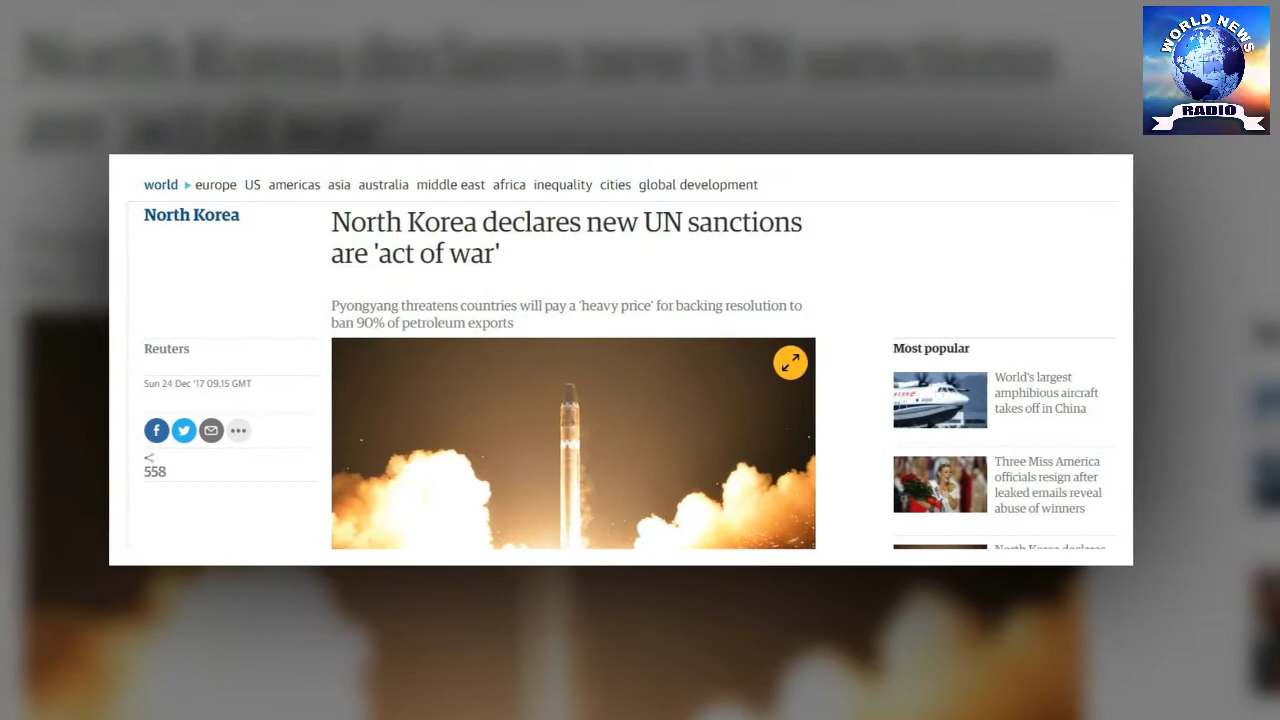 WORLD NEWS
RADIO
world europe US americas asia australia middle east africa inequality cities global development
North Korea
North Korea declares new UN sanctions
are 'act of war'
Pyongyang threatens countries will pay a 'heavy price' for backing resolution to
ban 90% of petroleum exports
Reuters
Sun 24 Dec '17 09.15 GMT
558
Most popular
World's largest
amphibious aircraft
takes off in China
Three Miss America
officials resign after
leaked emails reveal
abuse of winners
North Korea declares